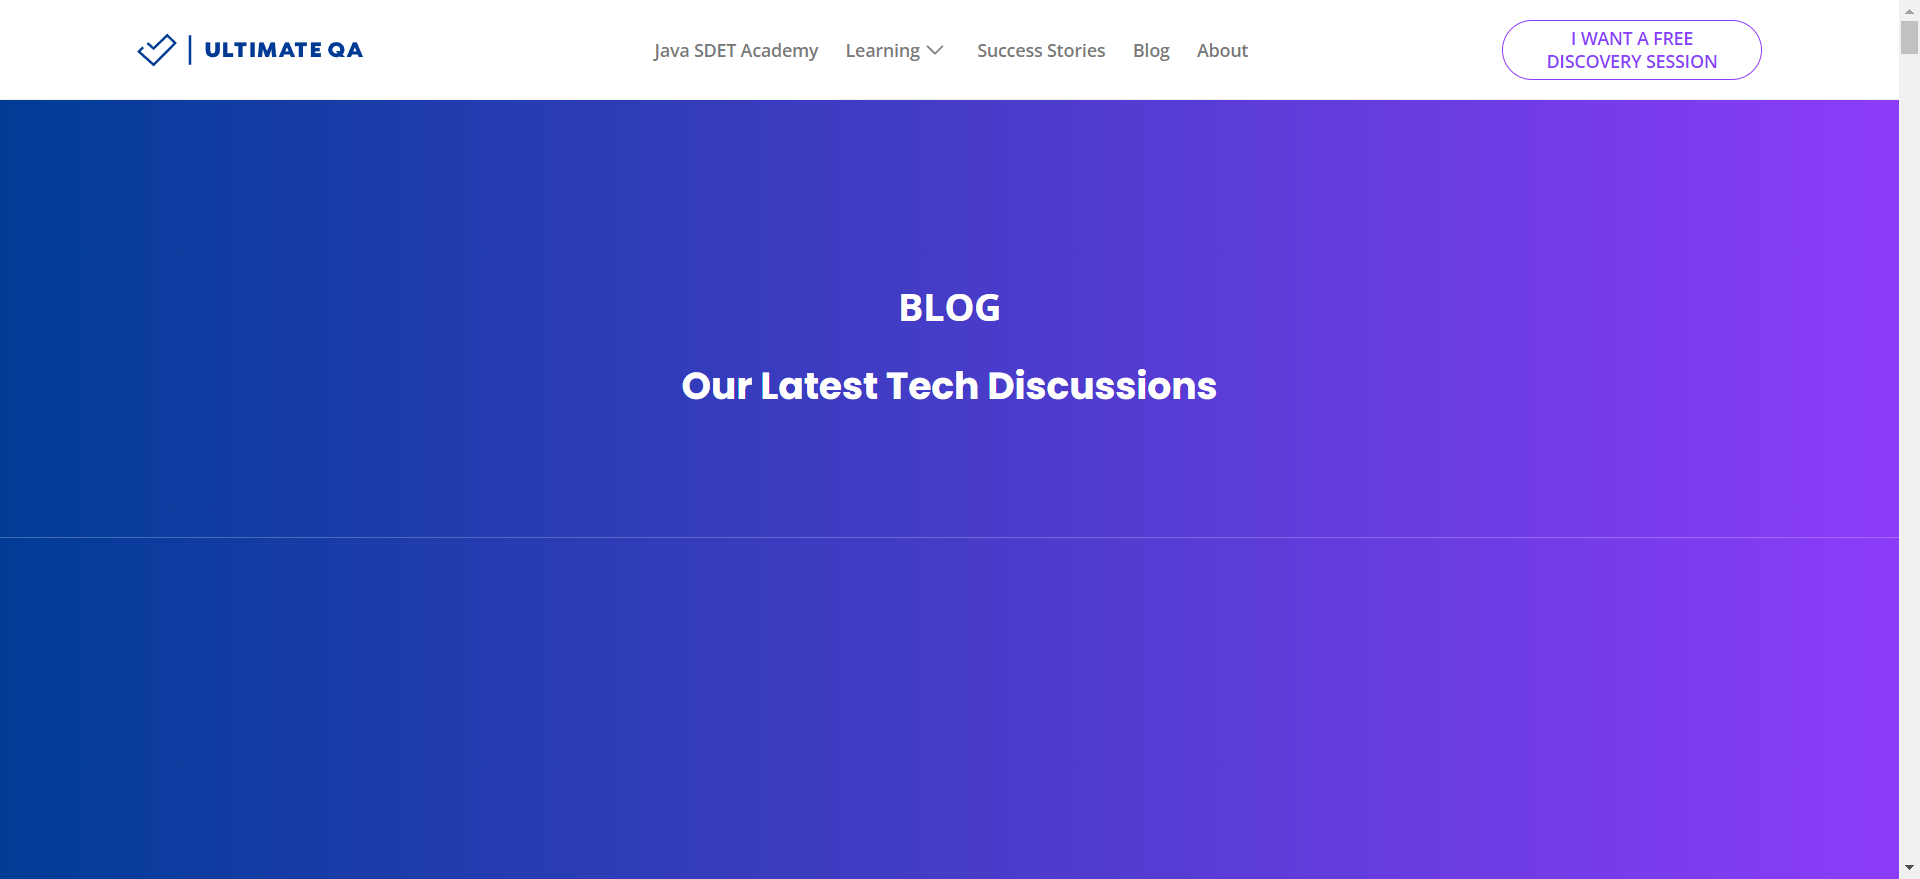 ULTIMATE QA
Java SDET Academy
Learning
Success Stories
Blog
About
I WANT A FREE
DISCOVERY SESSION
BLOG
Our Latest Tech Discussions